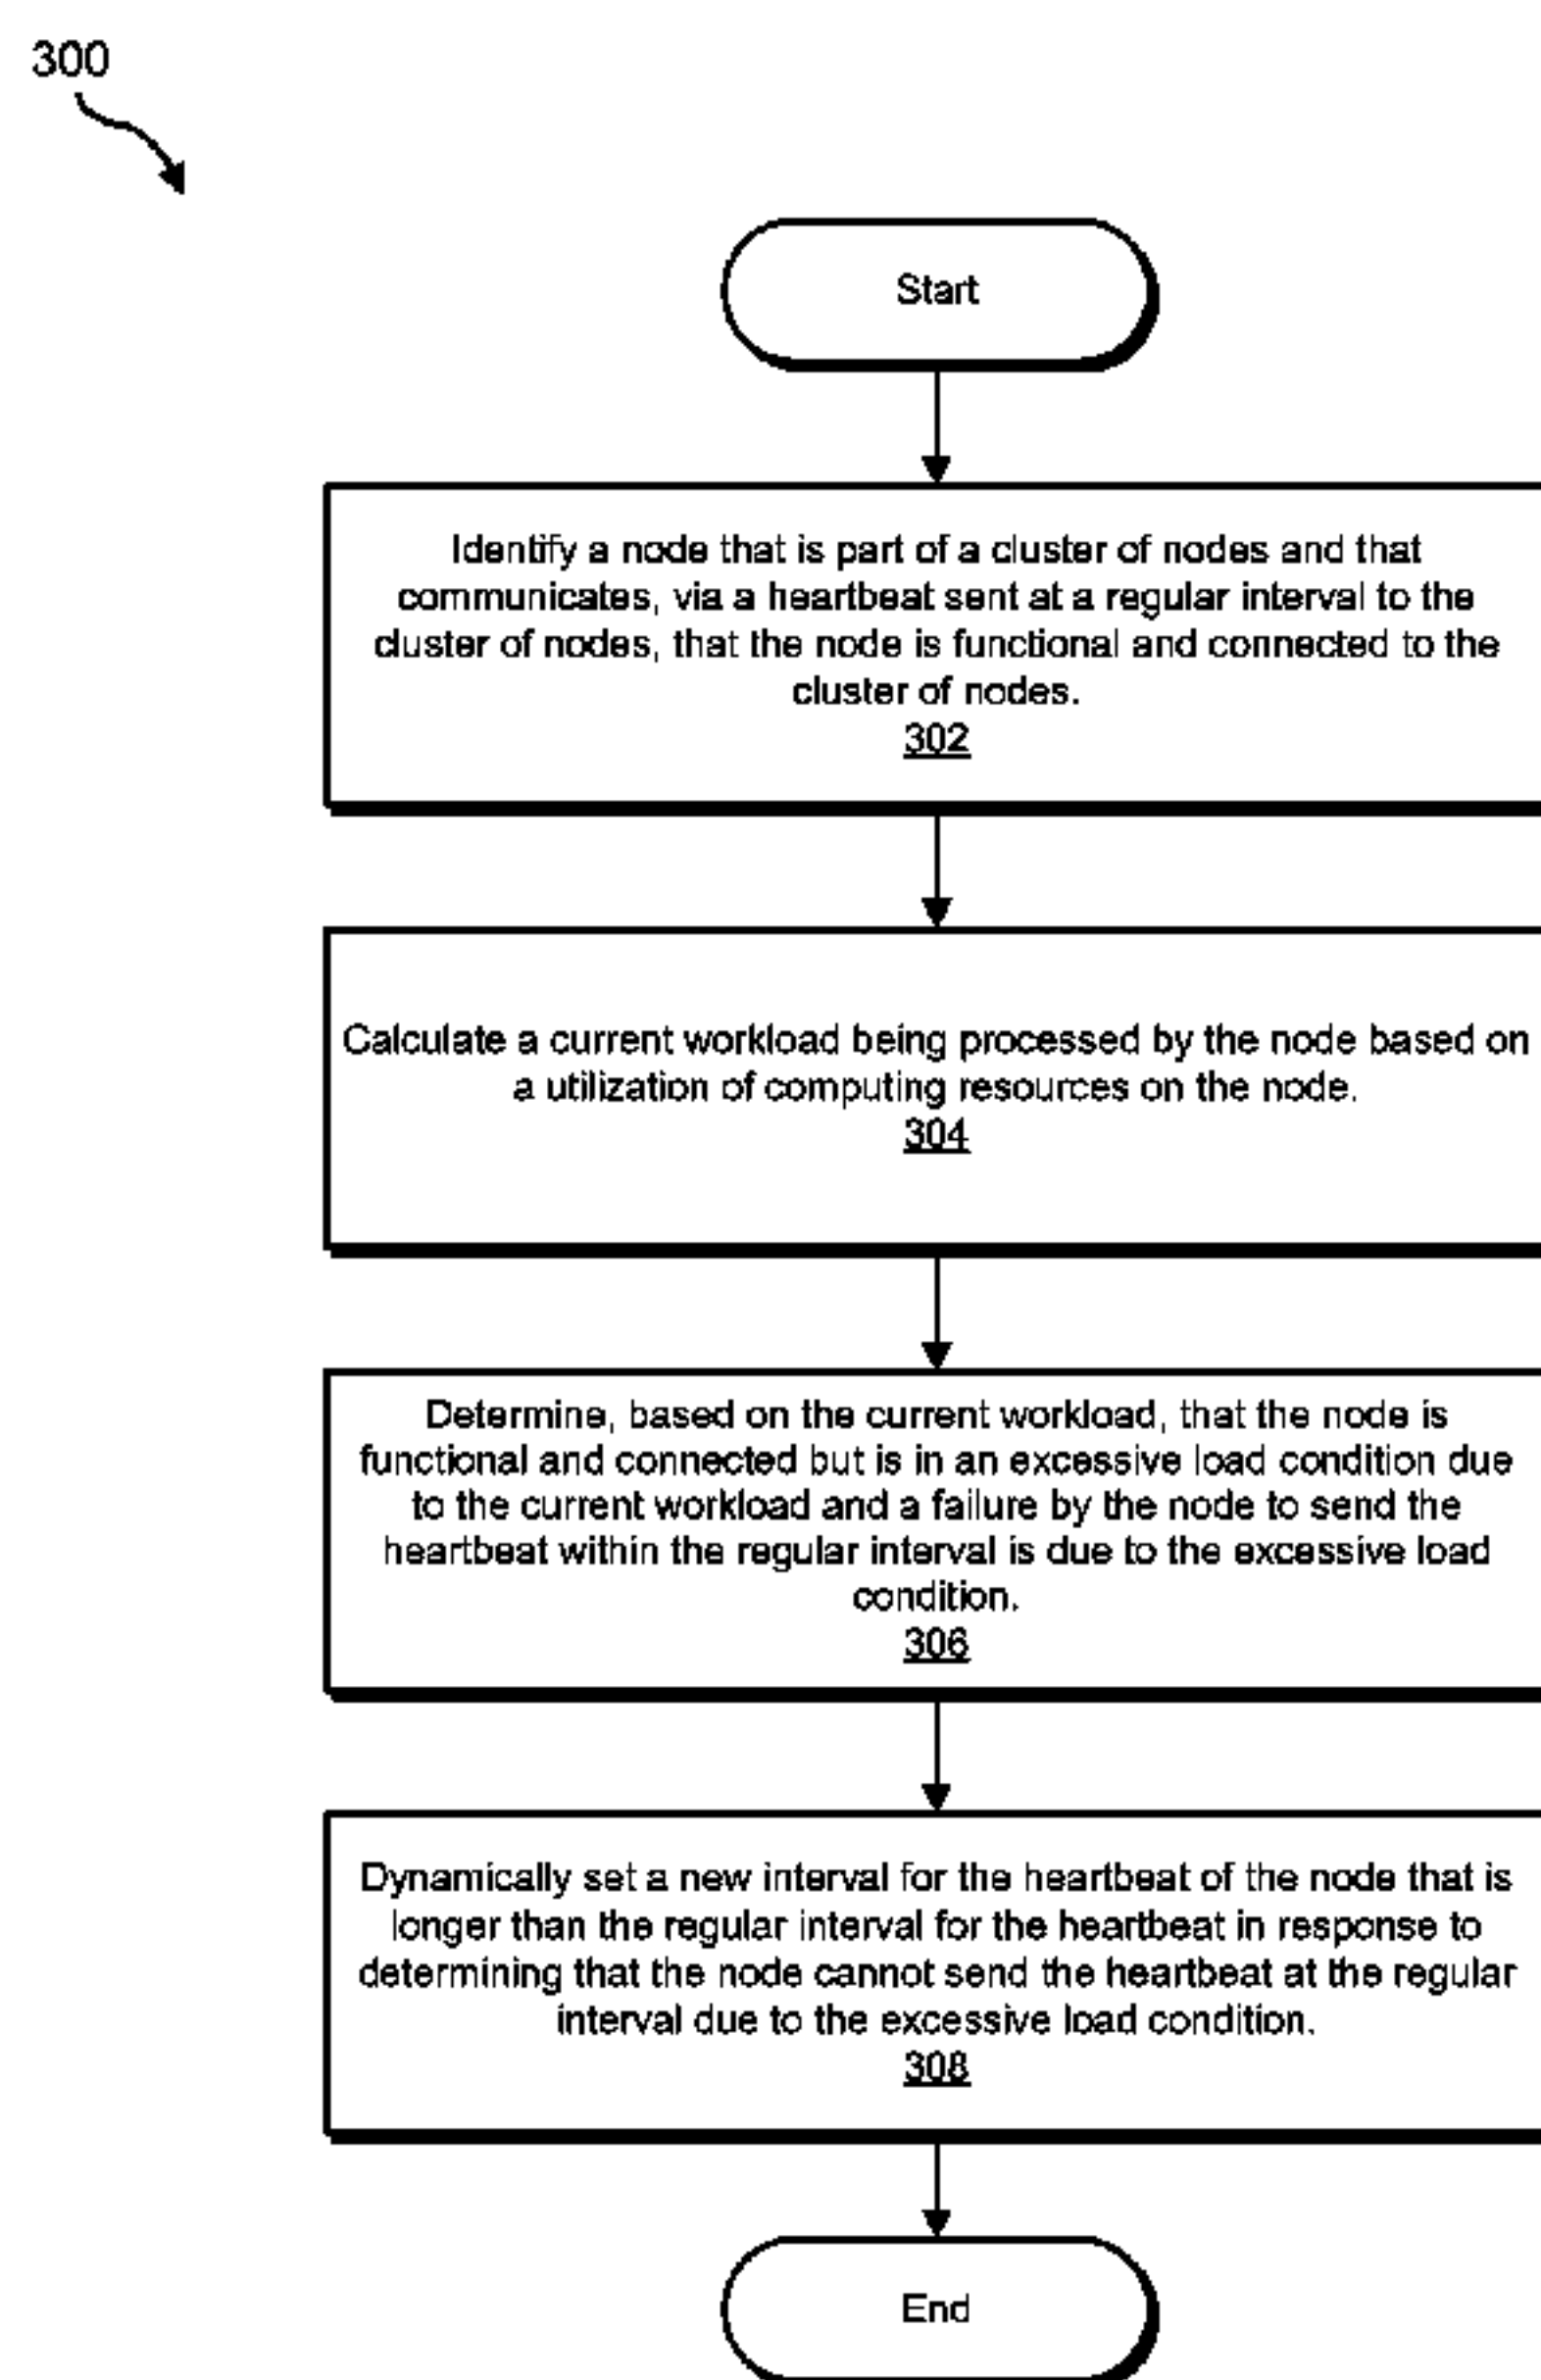 300
Start
Identify a node that is part of a cluster of nodes and that
communicates, via a heartbeat sent at a regular interval to the
cluster of nodes, that the node is functional and connected to the
cluster of nodes.
302
Calculate a current workload being processed by the node based on
a utilization of computing resources on the node.
304
Determine, based on the current workload, that the node is
functional and connected but is in an excessive load condition due
to the current workload and a failure by the node to send the
heartbeat within the regular interval is due to the excessive load
condition.
306
Dynamically set a new interval for the heartbeat of the node that is
longer than the regular interval for the heartbeat in response to
determining that the node cannot send the heartbeat at the regular
interval due to the excessive load condition.
308
End